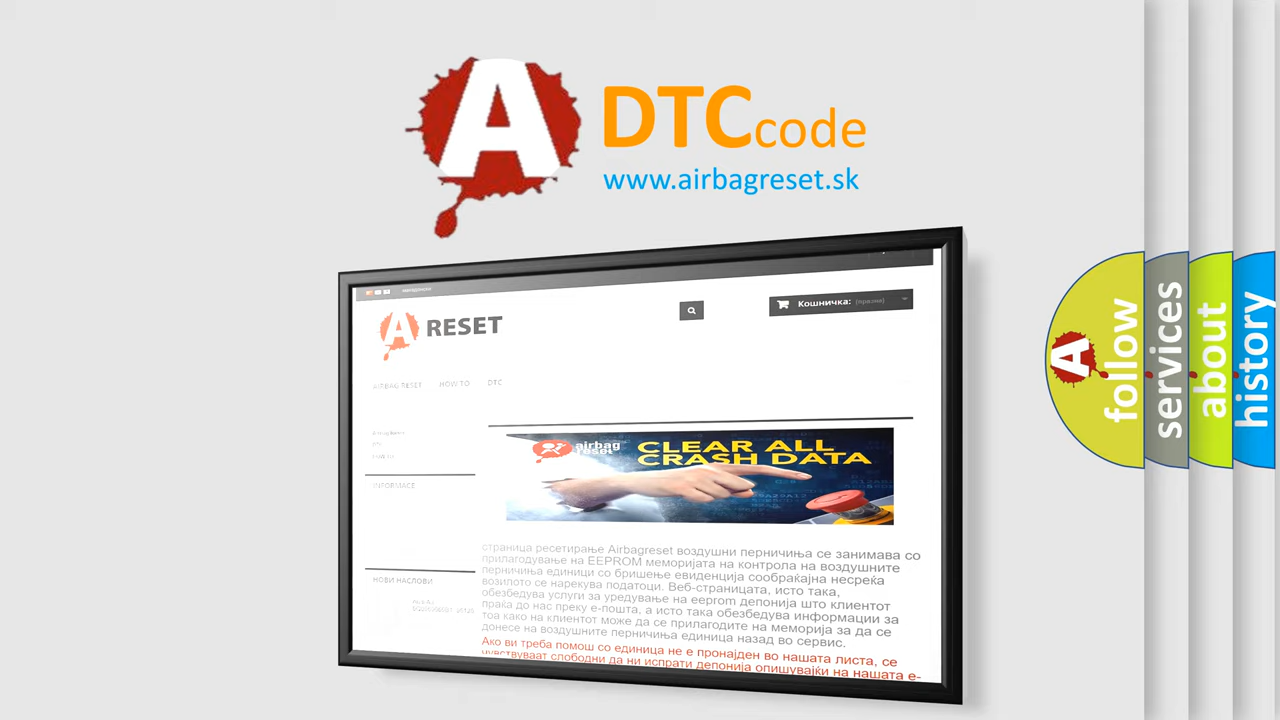 A
DTC code
www.airbagreset.sk
A RESET
Кошничка: (празни)
AIRBAG RESET HOW TO DTC
airbag
reset
CLEAR ALL
CRASH DATA
INFORMACE
НОВИ НАСЛОВИ
страница ресетирање Airbagreset воздушни перничиња се занимава со
прилагодување на EEPROM меморијата на контрола на воздушните
перничиња единици со бришење евиденција сообраќајна несреќа
возилото се нарекува податоци. Веб-страницата, исто така,
обезбедува услуги за уредување на eeprom депонија што клиентот
праќа до нас преку е-пошта, а исто така обезбедува информации за
тоа како на клиентот може да се прилагодите на меморија за да се
донесе на воздушните перничиња единица назад во сервис.
Ако ви треба помош со единица не е пронајден во нашата листа, се
чувствуваат слободни да ни испрати депонија опишувајќи на нашата е-
A
follow
services
about
history